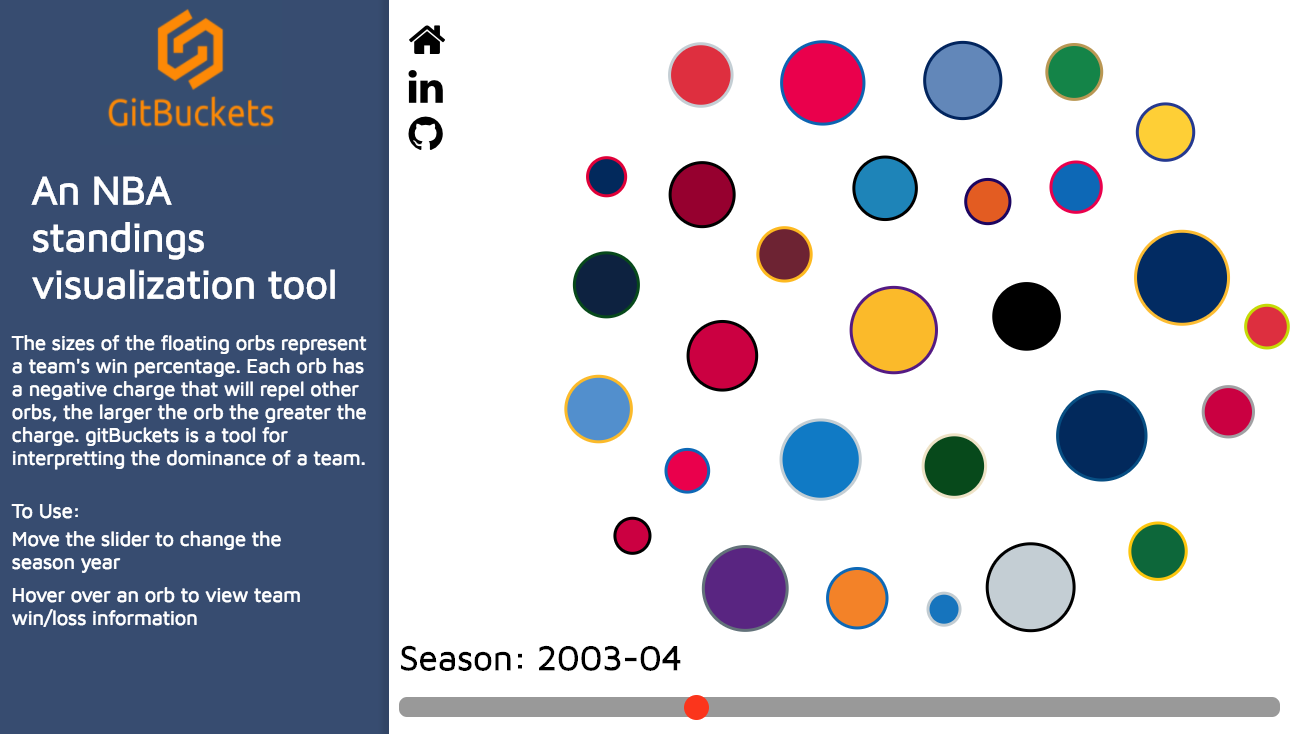 GitBuckets
An NBA
standings
visualization tool
The sizes of the floating orbs represent
a team's win percentage. Each orb has
a negative charge that will repel other
orbs, the larger the orb the greater the
charge. gitBuckets is a tool for
interpretting the dominance of a team.
To Use:
Move the slider to change the
season year
Hover over an orb to view team
win/loss information
in
Season: 2003-04